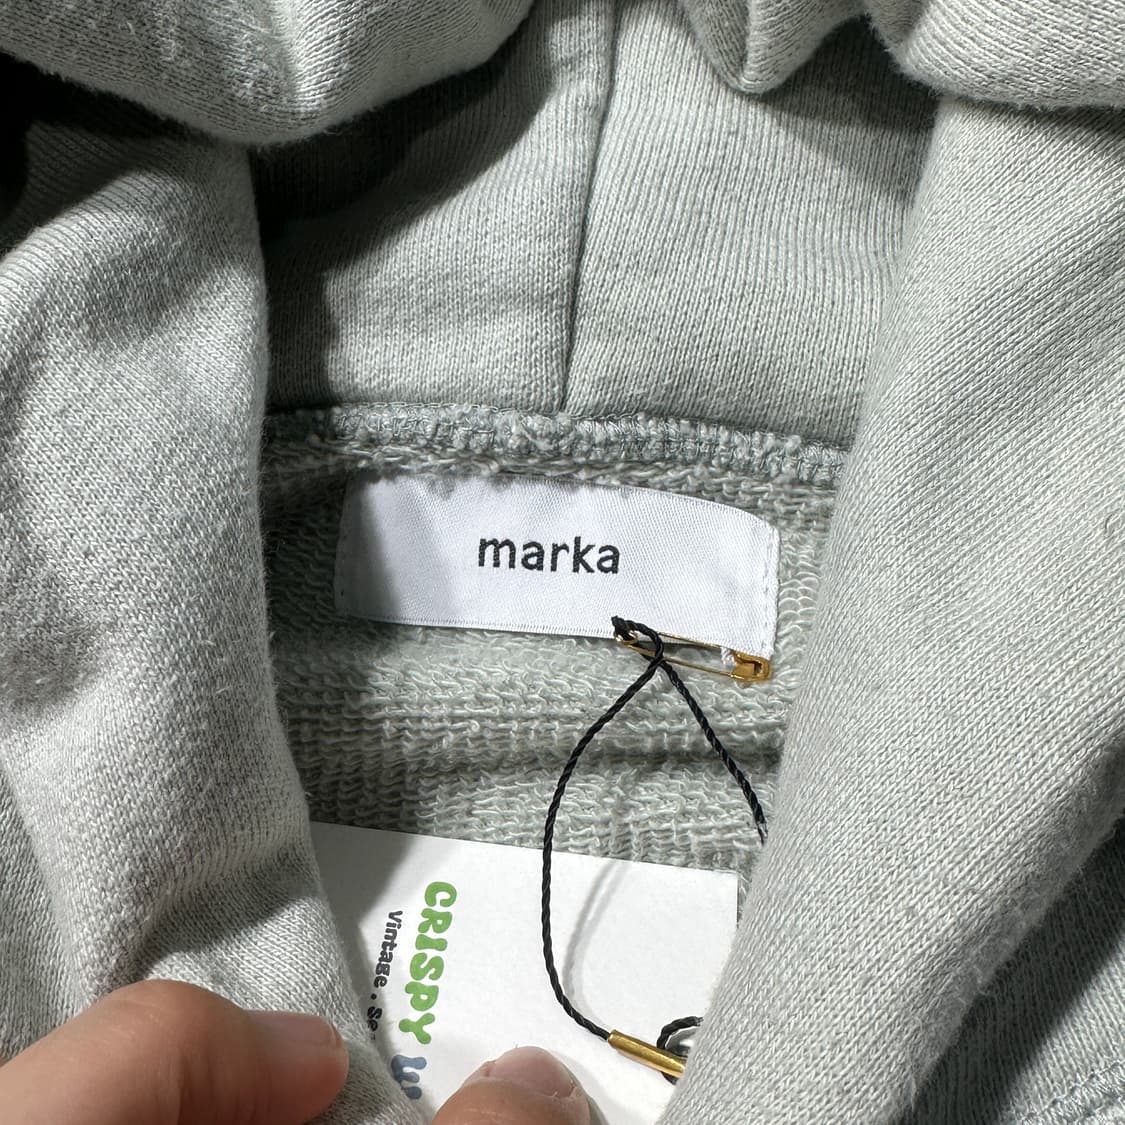 marka
CRISPY
vintage . Se